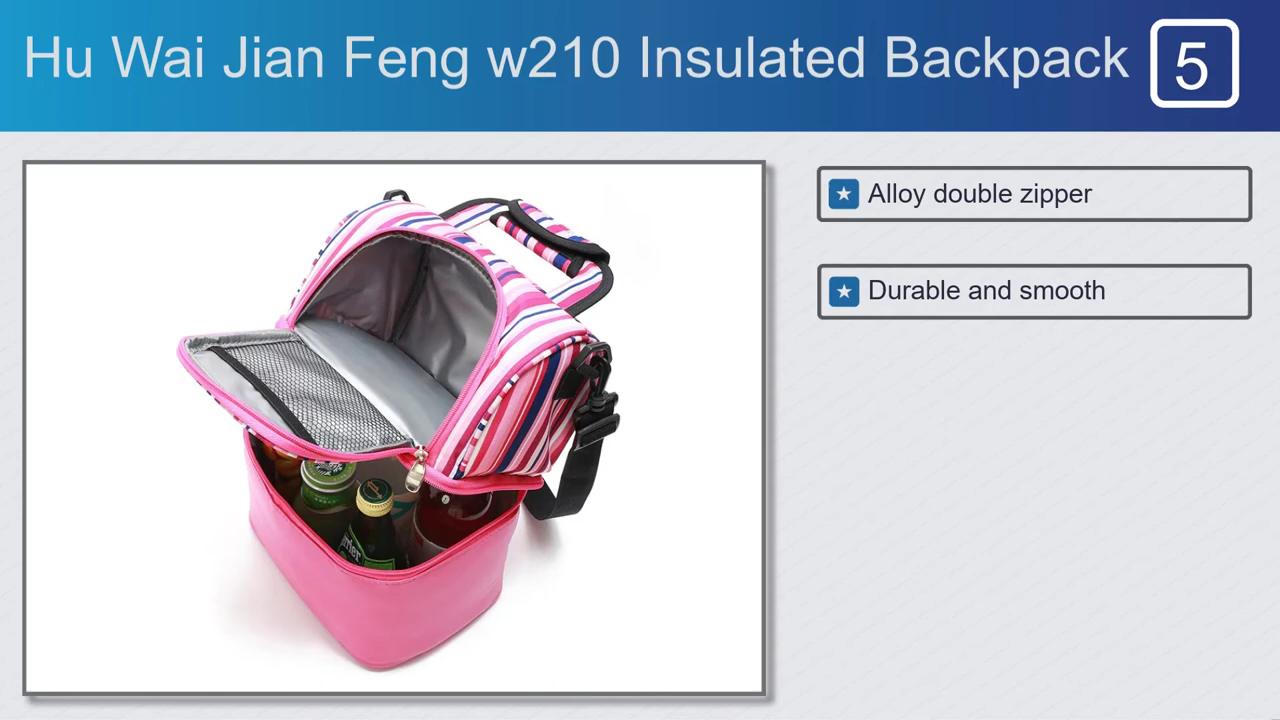 Hu Wai Jian Feng w210 Insulated Backpack 5
Alloy double zipper
Durable and smooth